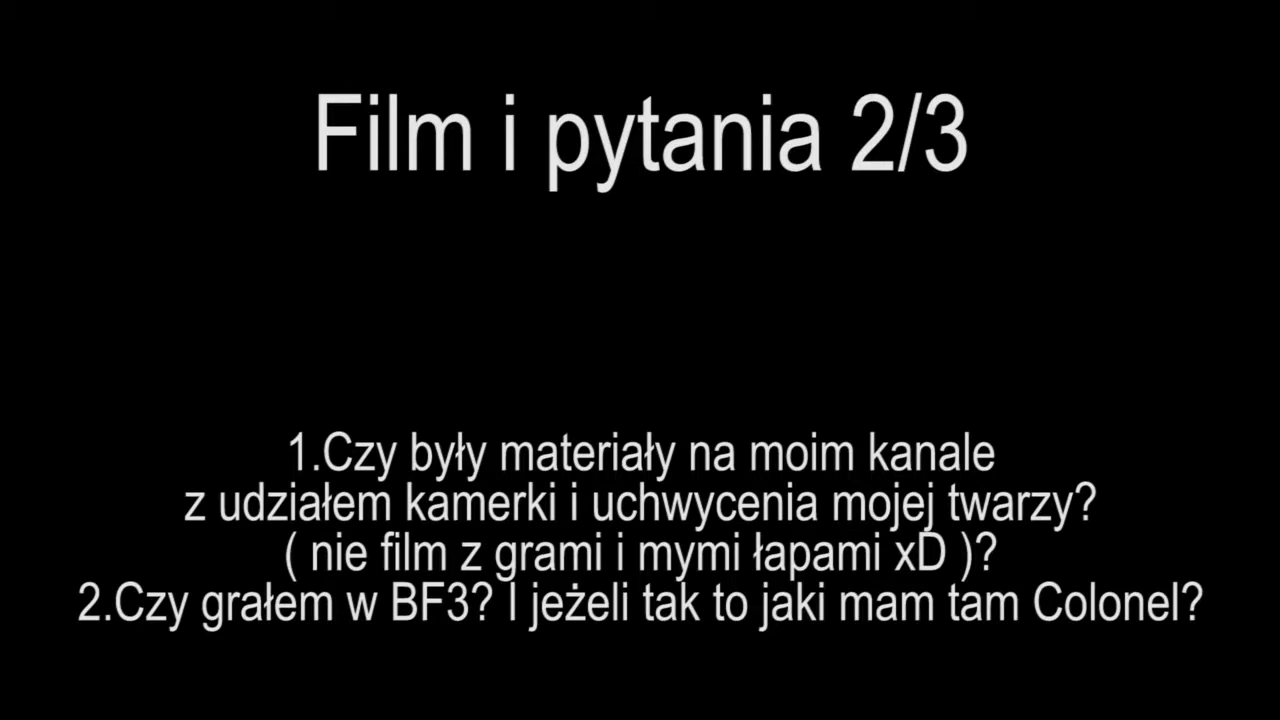 Film i pytania 2/3
1.Czy były materiały na moim kanale
z udziałem kamerki i uchwycenia mojej twarzy?
( nie film z grami i mymi łapami xD )?
2.Czy grałem w BF3? I jeżeli tak to jaki mam tam Colonel?